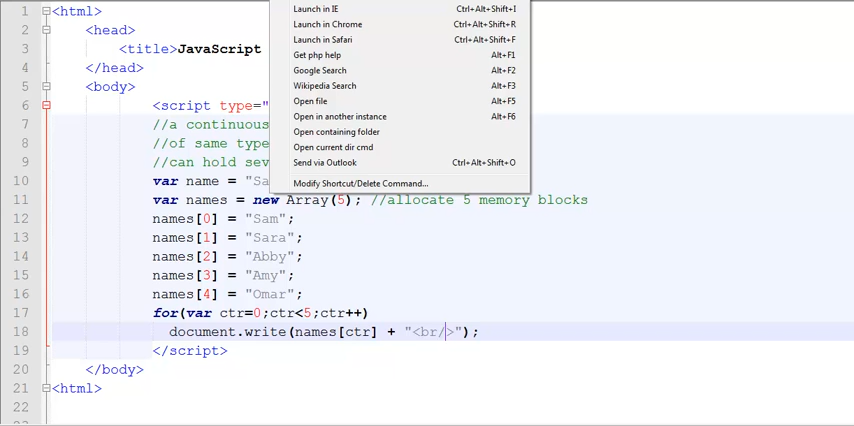 Launch in IE Ctrl+Alt+Shift+I
Launch in Chrome Ctrl+Alt+Shift+R
Launch in Safari Ctrl+Alt+Shift+F
Get php help Alt+F1
Google Search Alt+F2
Wikipedia Search Alt+F3
Open file Alt+F5
Open in another instance Alt+F6
Open containing folder
Open current dir cmd
Send via Outlook Ctrl+Alt+Shift+O
Modify Shortcut/Delete Command...
1 <html>
2 <head>
3 <title>JavaScript
4 </head>
5 <body>
6 <script type="
7 //a continuous
8 //of same type
9 //can hold sev
10 var name = "Sa
11 var names = new Array(5); //allocate 5 memory blocks
12 names[0] = "Sam";
13 names[1] = "Sara";
14 names[2] = "Abby";
15 names[3] = "Amy";
16 names[4] = "Omar";
17 for(var ctr=0;ctr<5;ctr++)
18 document.write(names[ctr] + "<br/>");
19 </script>
20 </body>
21 <html>
22